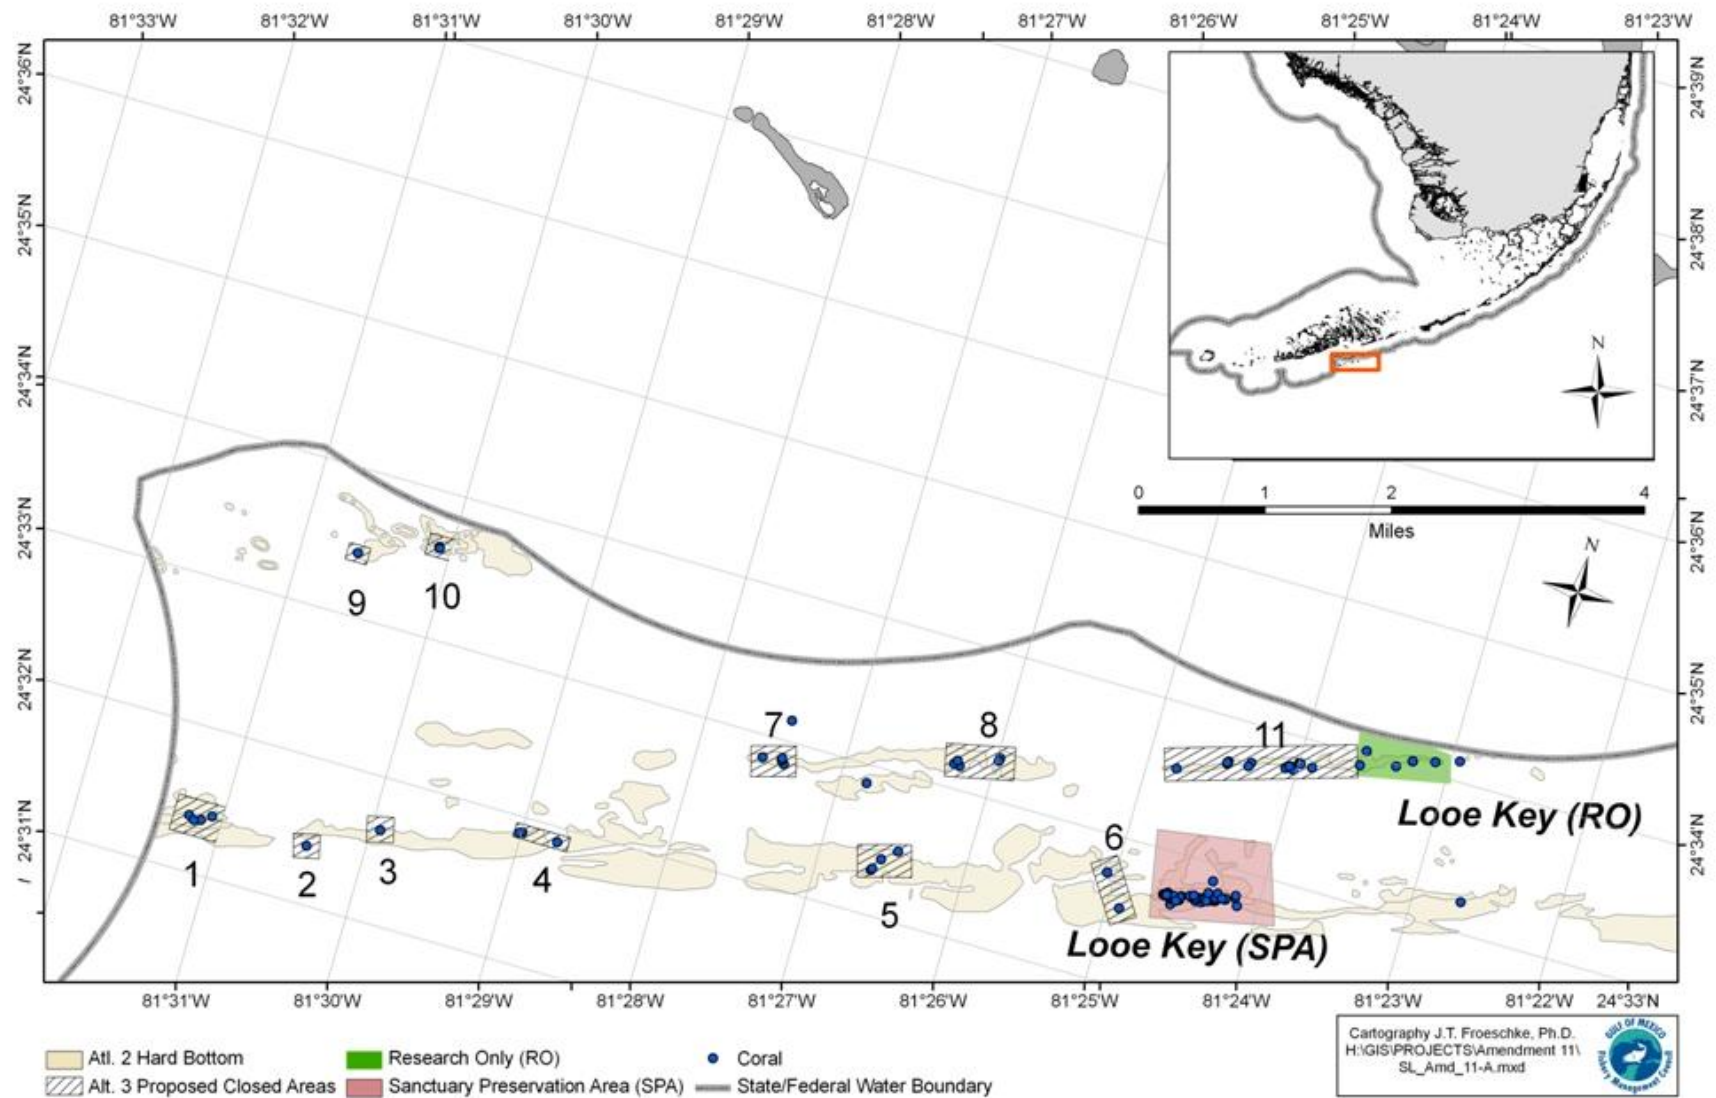 81°33'W 81°32'W 81°31'W 81°30'W 81°29'W 81°28'W 81°27'W 81°26'W 81°25'W 81°24'W 81°23'W
24°36'N
24°35'N
24°34'N
24°33'N
24°32'N
24°31'N
24°39'N
24°38'N
24°37'N
24°36'N
24°35'N
24°34'N
N
0 1 2 4
Miles
N
9 10
7 8 11
Looe Key (RO)
1 2 3 4 5 6
Looe Key (SPA)
81°31'W 81°30'W 81°29'W 81°28'W 81°27'W 81°26'W 81°25'W 81°24'W 81°23'W 81°22'W 24°33'N
Atl. 2 Hard Bottom
Alt. 3 Proposed Closed Areas
Research Only (RO)
Sanctuary Preservation Area (SPA)
Coral
State/Federal Water Boundary
Cartography J.T. Froeschke, Ph.D.
H:\GIS\PROJECTS\Amendment 11\
SL_Amd_11-A.mxd
GULF OF MEXICO
Fishery Management Council